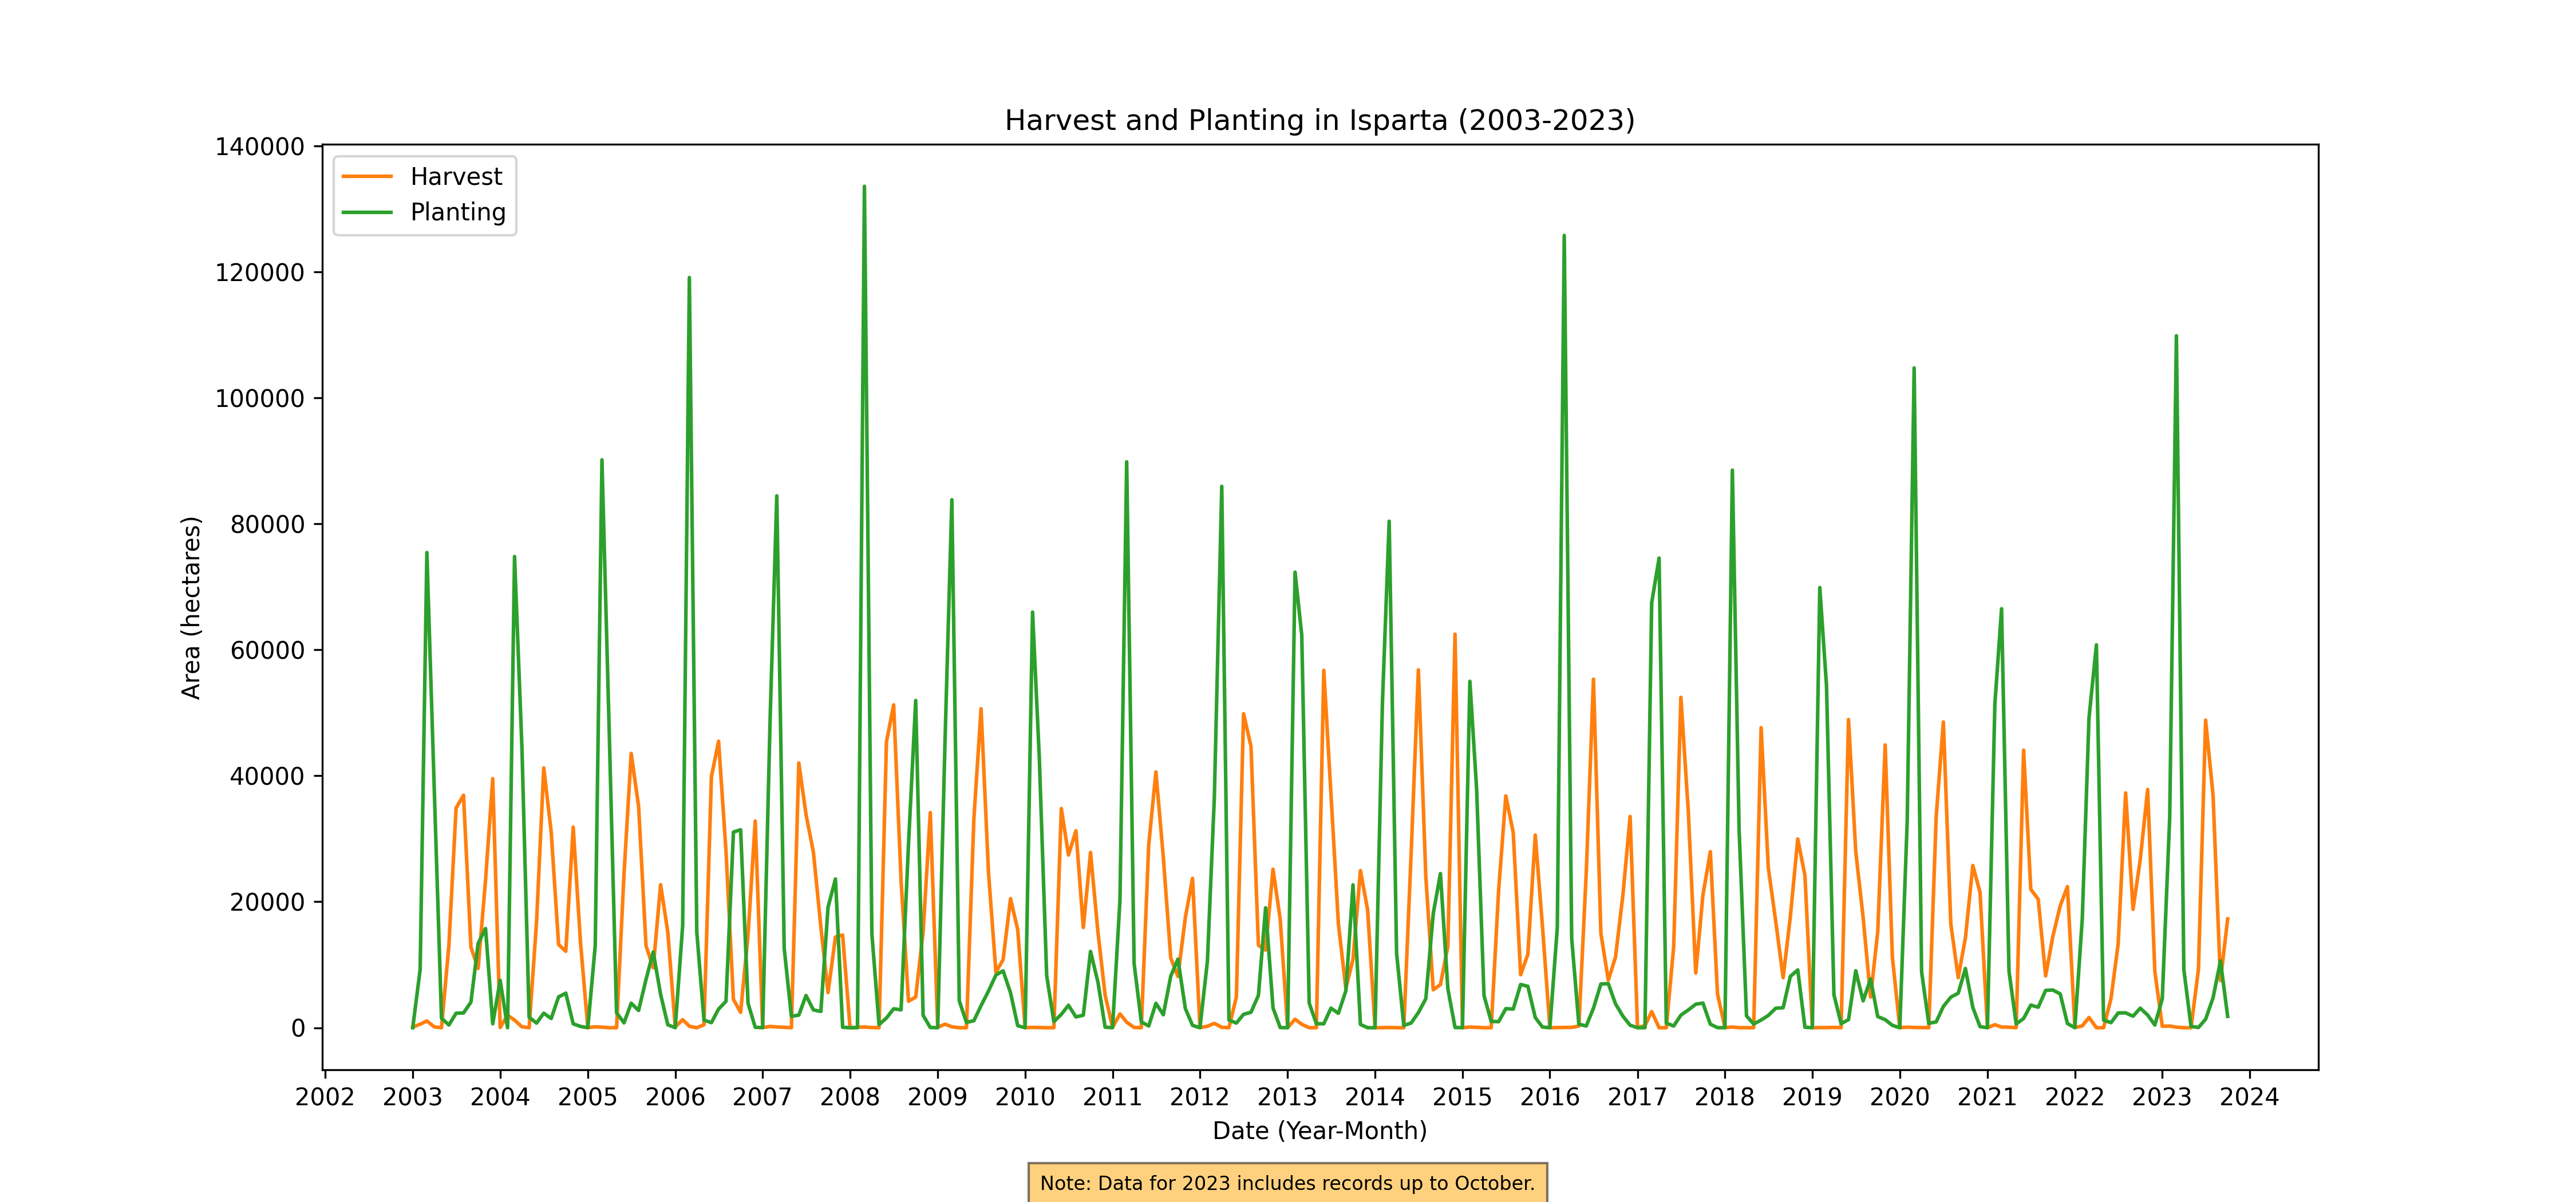 Harvest and Planting in Isparta (2003-2023)
Harvest
Planting
Area (hectares)
140000
120000
100000
80000
60000
40000
20000
0
2002 2003 2004 2005 2006 2007 2008 2009 2010 2011 2012 2013 2014 2015 2016 2017 2018 2019 2020 2021 2022 2023 2024
Date (Year-Month)
Note: Data for 2023 includes records up to October.